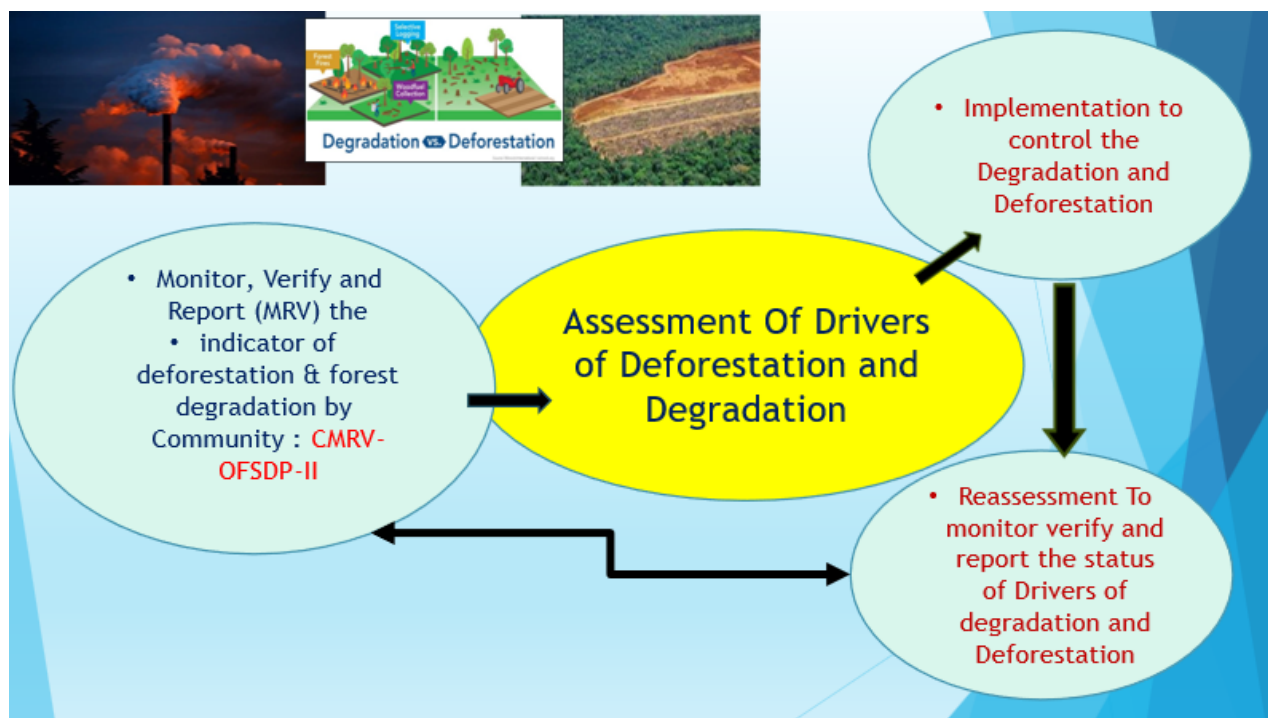 Selective
Logging
Forest
Fires
Woodfuel
Collection
Degradation VS. Deforestation
• Implementation to
control the
Degradation and
Deforestation
• Monitor, Verify and
Report (MRV) the
• indicator of
deforestation & forest
degradation by
Community : CMRV-
OFSDP-II
Assessment Of Drivers
of Deforestation and
Degradation
• Reassessment To
monitor verify and
report the status
of Drivers of
degradation and
Deforestation